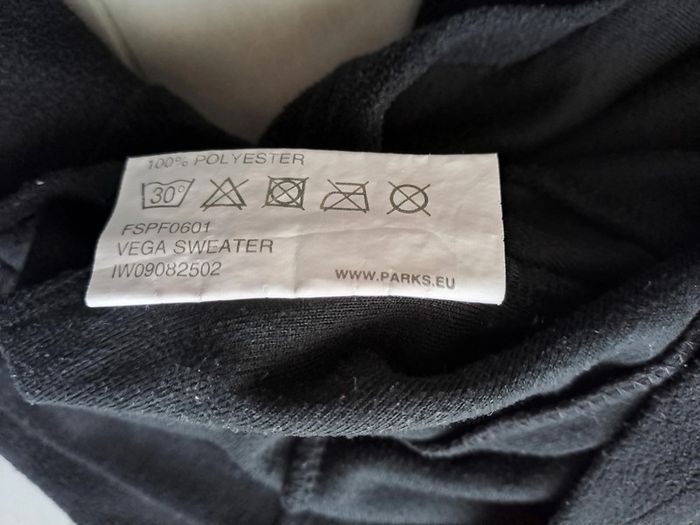 100% POLYESTER
30°
FSPF0601
VEGA SWEATER
IW09082502
WWW.PARKS.EU